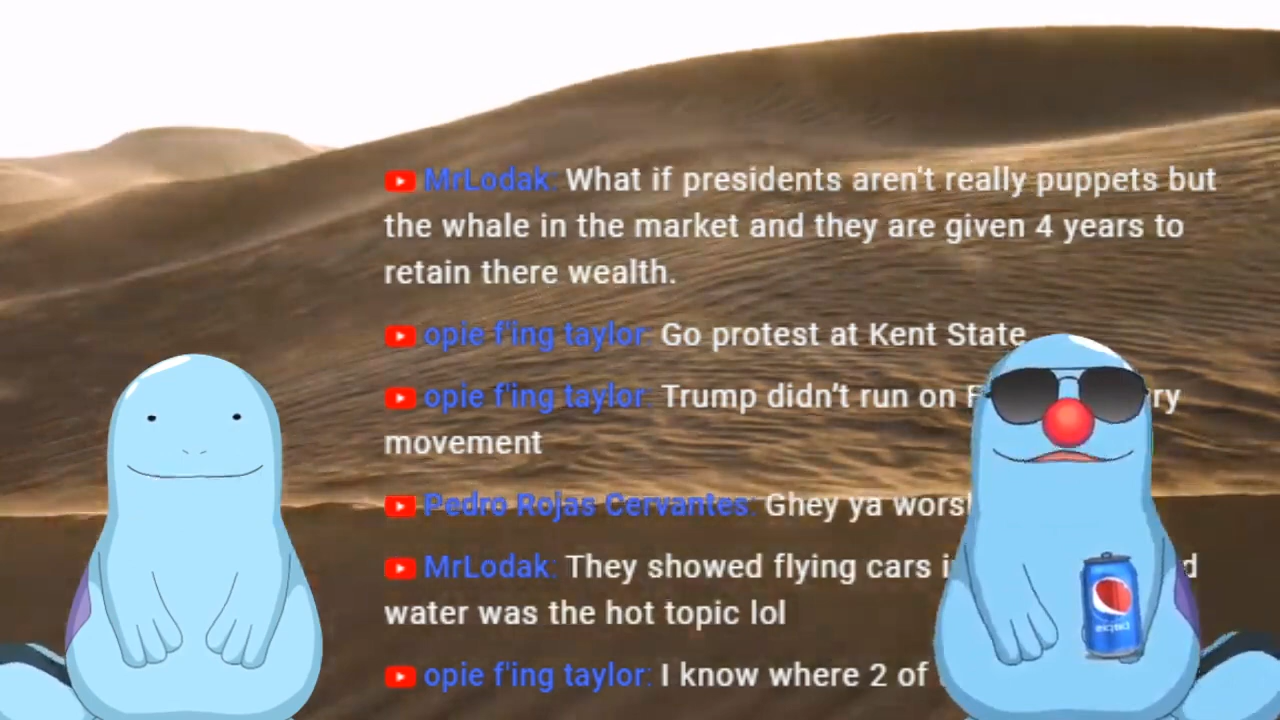 MrLodak: What if presidents aren't really puppets but
the whale in the market and they are given 4 years to
retain there wealth.
opie f'ing taylor: Go protest at Kent State
opie f'ing taylor: Trump didn't run on
movement
Pedro Rojas Cervantes: Ghey ya
MrLodak: They showed flying cars
water was the hot topic lol
opie f'ing taylor: I know where 2 of